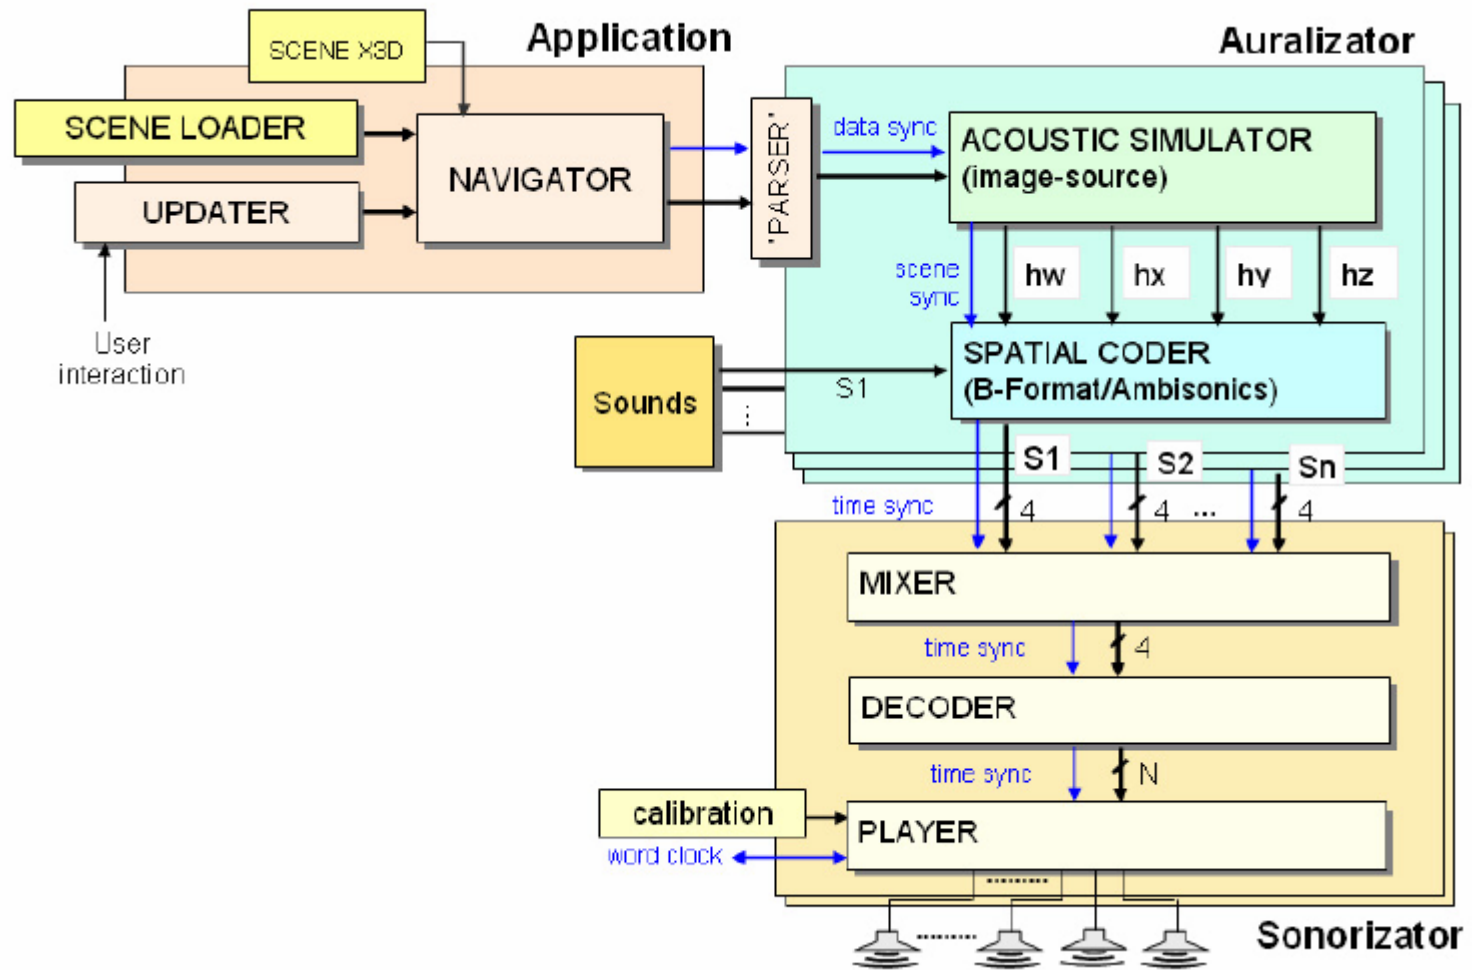 Application
Auralizator
SCENE X3D
SCENE LOADER
UPDATER
NAVIGATOR
"PARSER"
data sync
ACOUSTIC SIMULATOR
(image-source)
scene
sync
hw
hx
hy
hz
User
interaction
Sounds
S1
⋮
SPATIAL CODER
(B-Format/Ambisonics)
S1
S2
Sn
time sync
4
4
...
4
MIXER
time sync
4
DECODER
time sync
N
calibration
word clock
PLAYER
Sonorizator